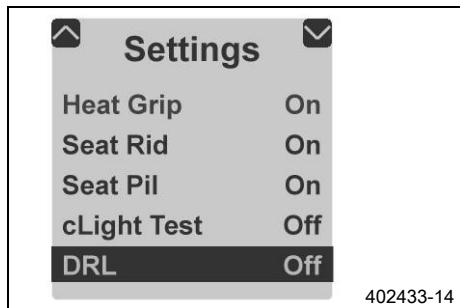 Settings
Heat Grip On
Seat Rid On
Seat Pil On
cLight Test Off
DRL Off
402433-14